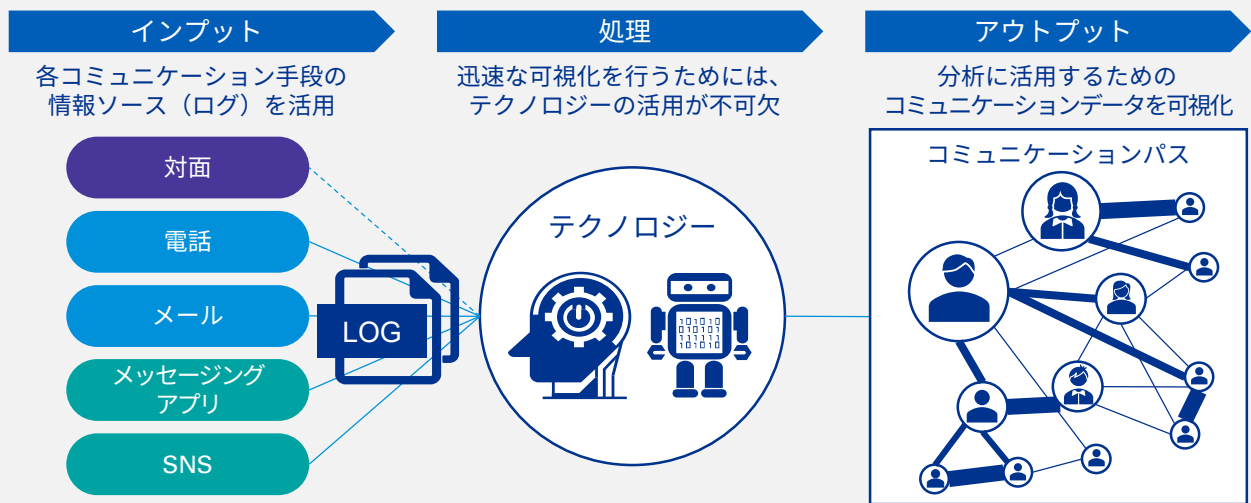 インプット
各コミュニケーション手段の
情報ソース（ログ）を活用
対面
電話
メール
メッセージング
アプリ
SNS
LOG
処理
迅速な可視化を行うためには、
テクノロジーの活用が不可欠
テクノロジー
アウトプット
分析に活用するための
コミュニケーションデータを可視化
コミュニケーションパス